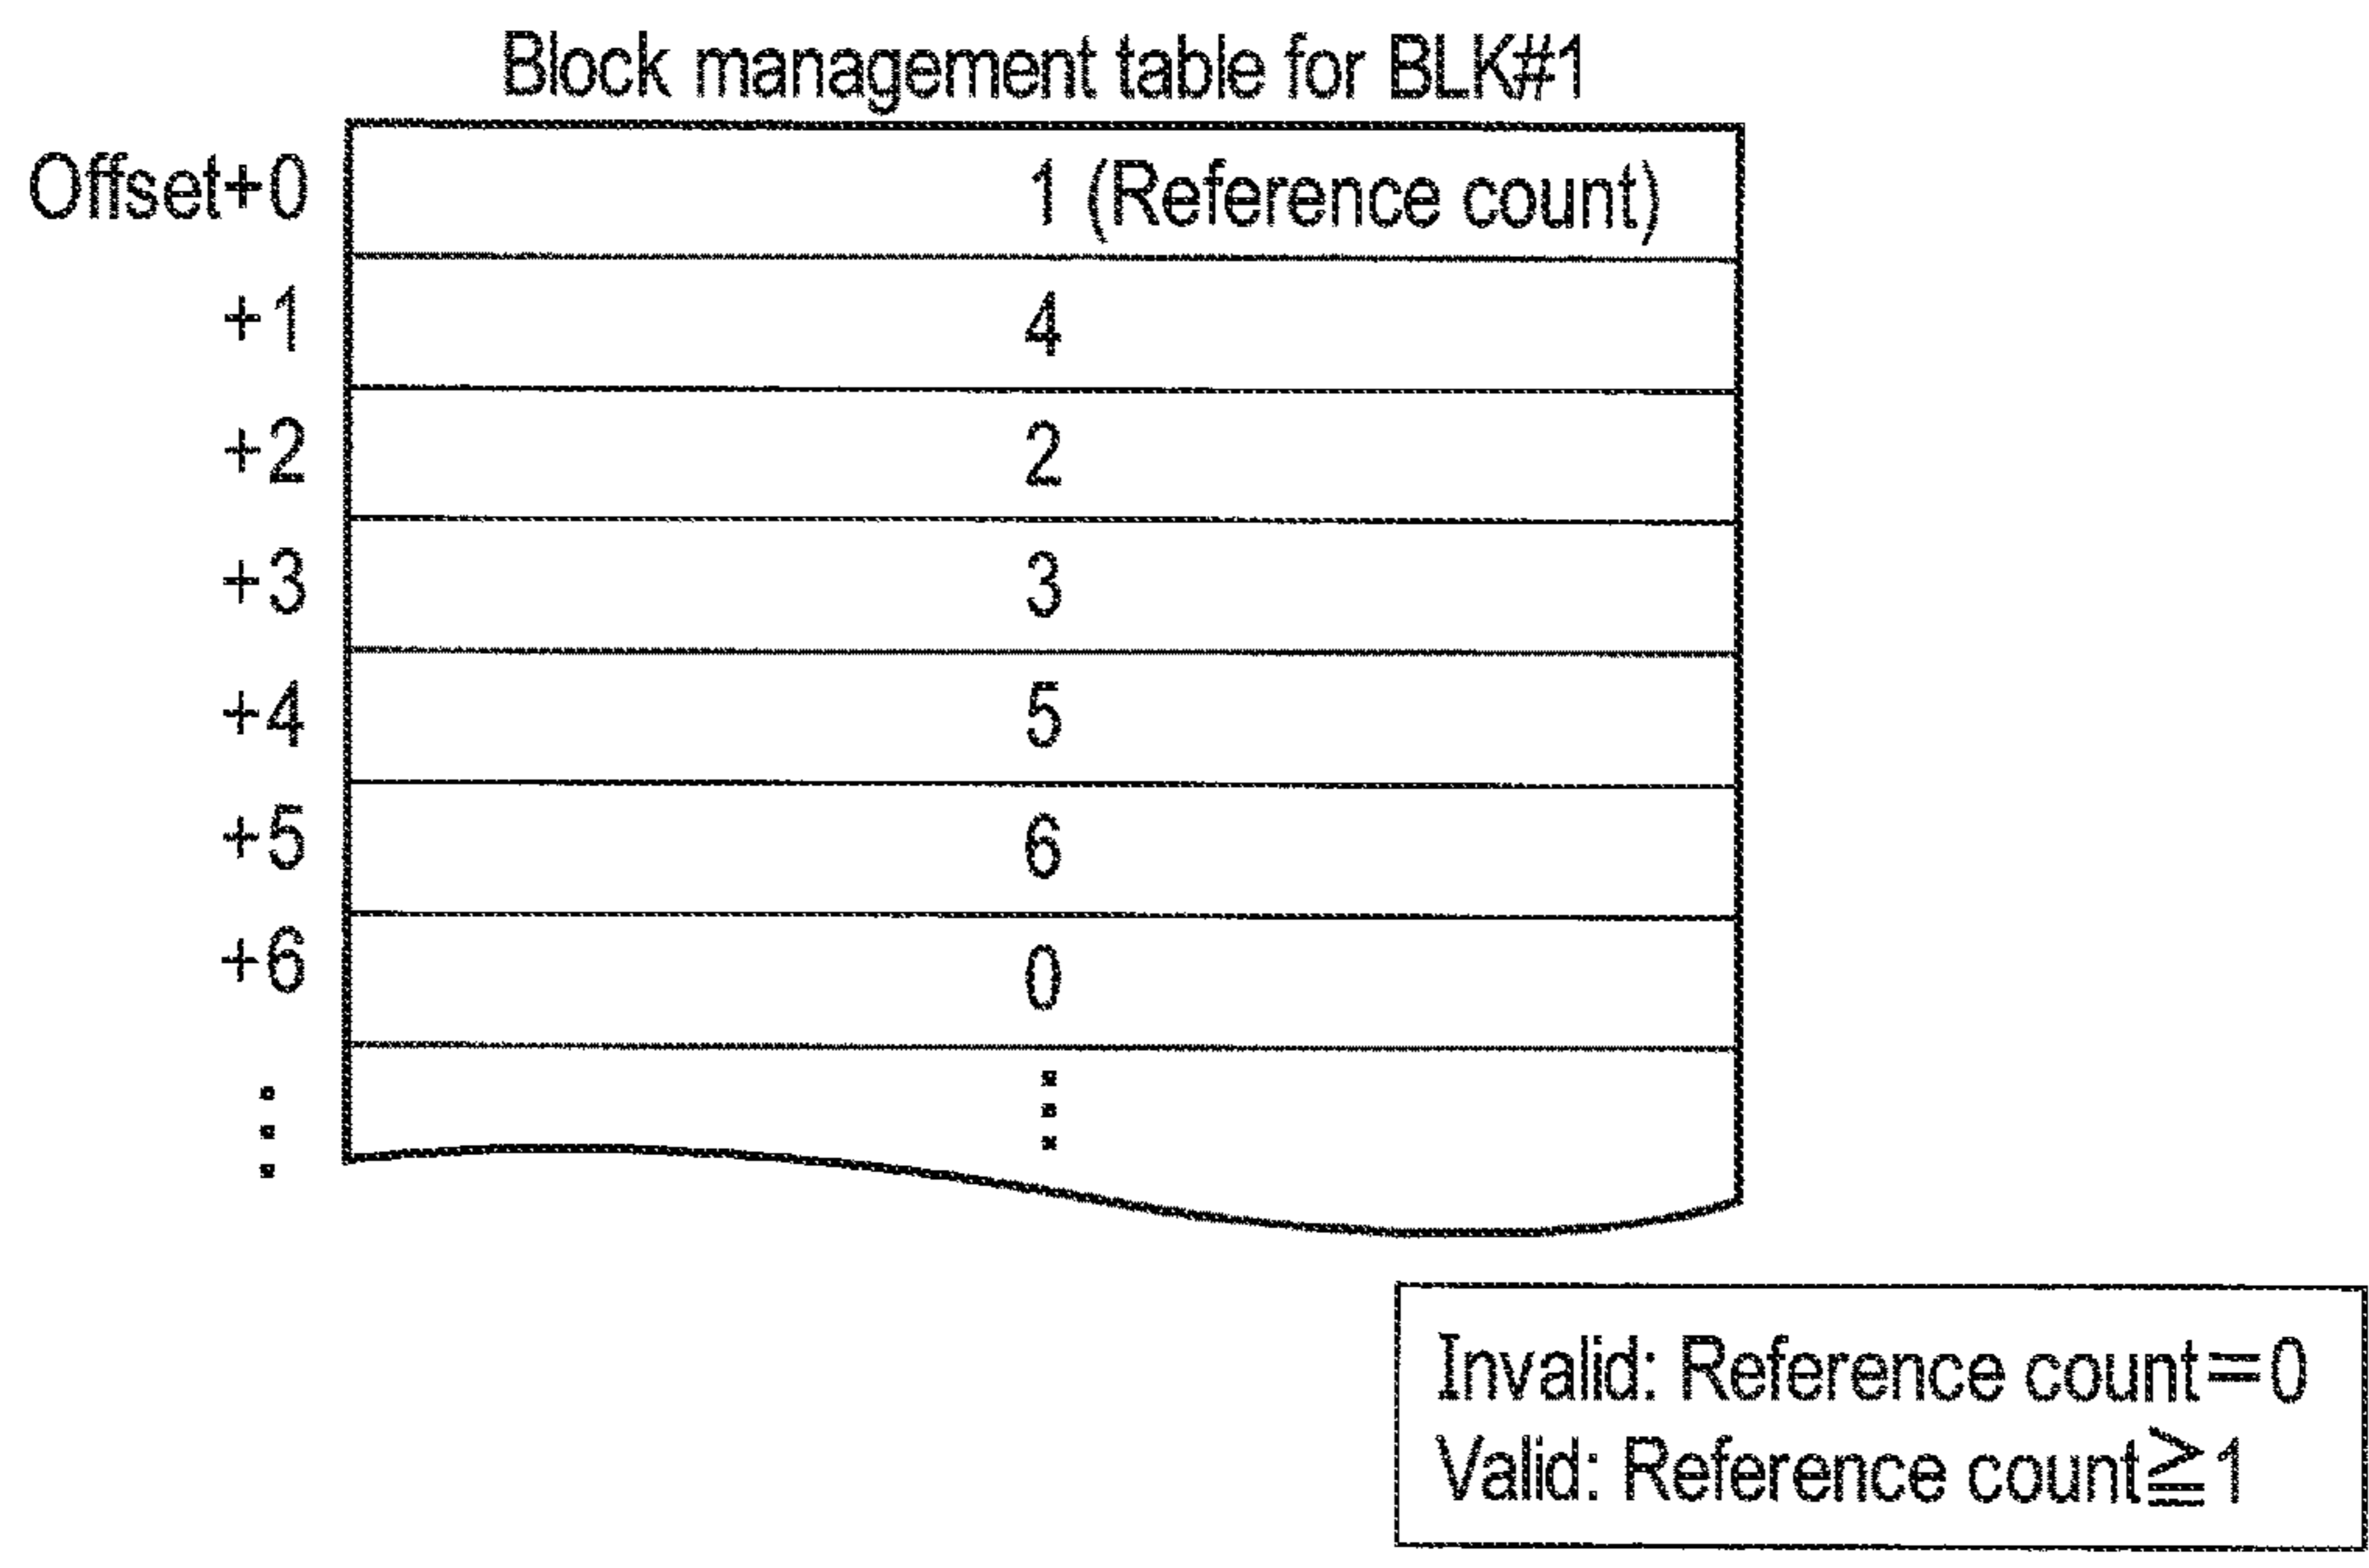 Block management table for BLK#1
Offset+0 1 (Reference count)
+1 4
+2 2
+3 3
+4 5
+5 6
+6 0
Invalid: Reference count=0
Valid: Reference count≧1